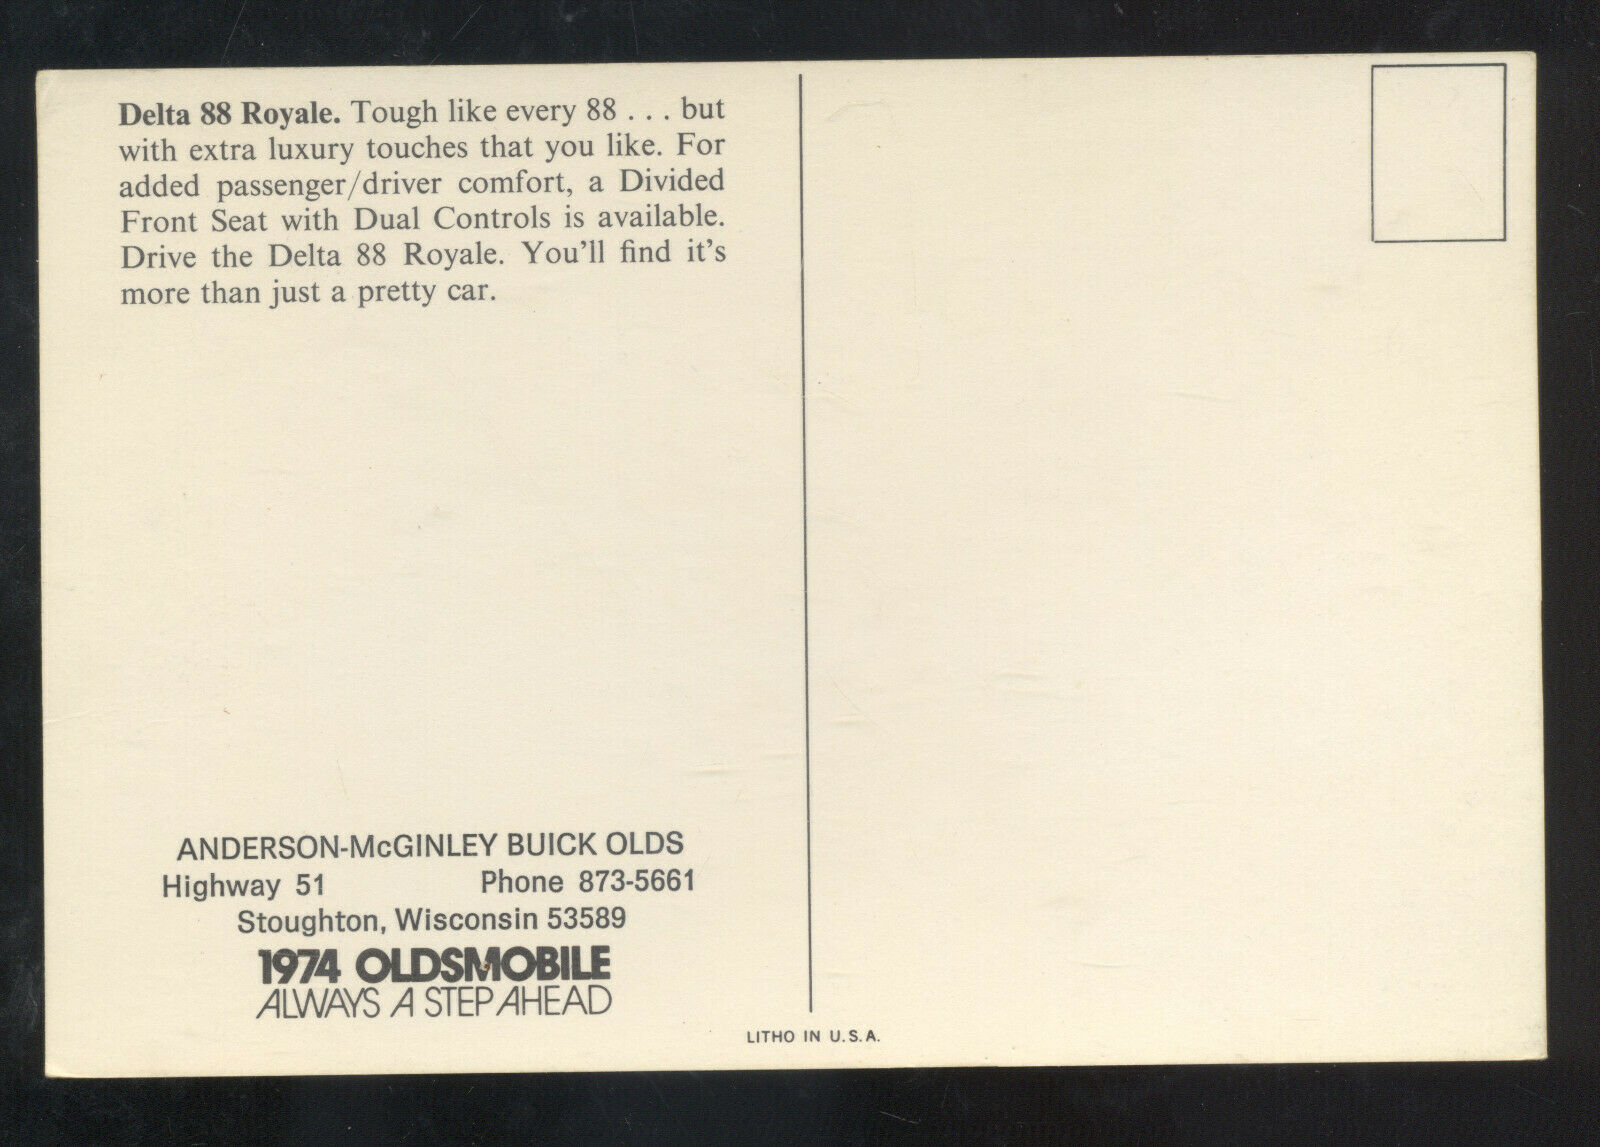 Delta 88 Royale. Tough like every 88 . . . but
with extra luxury touches that you like. For
added passenger/driver comfort, a Divided
Front Seat with Dual Controls is available.
Drive the Delta 88 Royale. You'll find it's
more than just a pretty car.
ANDERSON-McGINLEY BUICK OLDS
Highway 51 Phone 873-5661
Stoughton, Wisconsin 53589
1974 OLDSMOBILE
ALWAYS A STEP AHEAD
LITHO IN U.S.A.